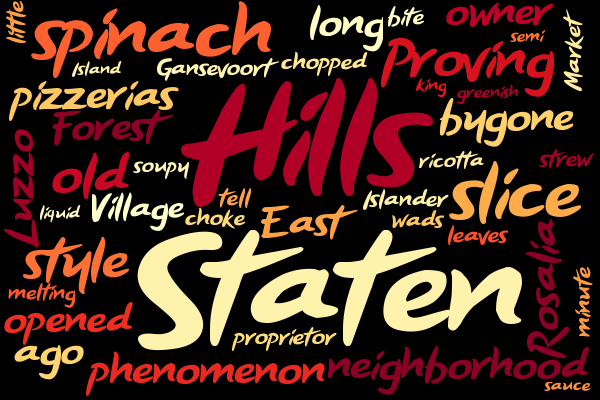 little
spinach
long
bite
owner
semi
Market
Island
Gansevoort
chopped
Proving
king
greenish
pizzerias
Forest
Hills
bygone
Luzzo
old
soupy
ricotta
strew
liquid
Village
choke
tell
East
Islander
wads
slice
leaves
style
melting
Staten
Rosalia
minute
opened
proprietor
ago
phenomenon
neighborhood
sauce